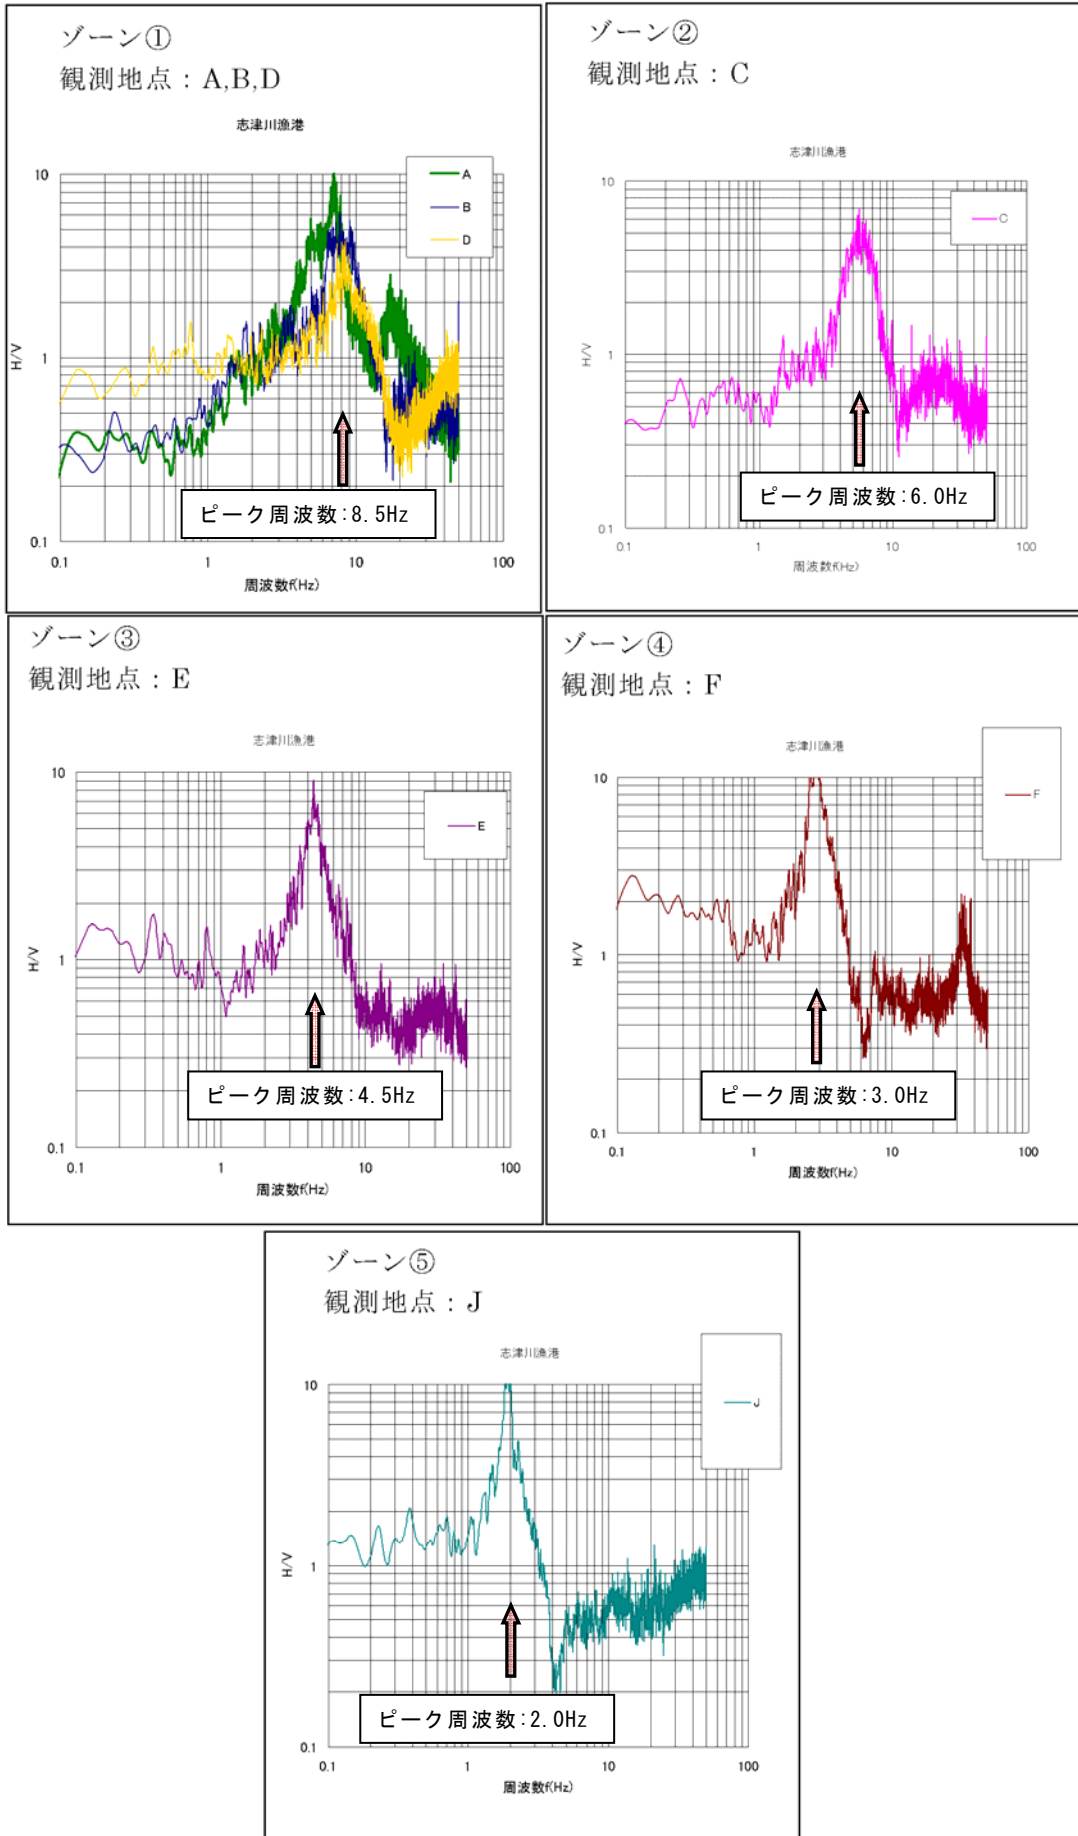 ゾーン①
観測地点：A,B,D
志津川漁港
10
1
0.1
H/V
A
B
D
ピーク周波数:8.5Hz
0.1
1
10
100
周波数f(Hz)
ゾーン②
観測地点：C
志津川漁港
10
1
0.1
H/V
C
ピーク周波数:6.0Hz
0.1
1
10
100
周波数f(Hz)
ゾーン③
観測地点：E
志津川漁港
10
1
0.1
H/V
E
ピーク周波数:4.5Hz
0.1
1
10
100
周波数f(Hz)
ゾーン④
観測地点：F
志津川漁港
10
1
0.1
H/V
F
ピーク周波数:3.0Hz
0.1
1
10
100
周波数f(Hz)
ゾーン⑤
観測地点：J
志津川漁港
10
1
0.1
H/V
J
ピーク周波数:2.0Hz
0.1
1
10
100
周波数f(Hz)